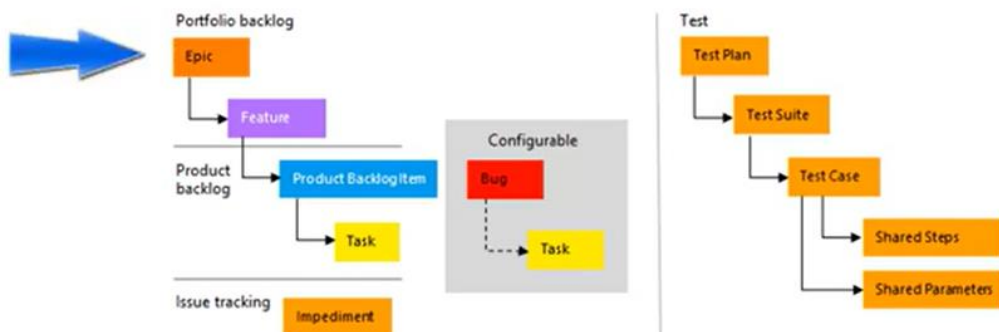 Portfolio backlog
Epic
Feature
Product
backlog
Product Backlog Item
Task
Configurable
Bug
Task
Issue tracking
Impediment
Test
Test Plan
Test Suite
Test Case
Shared Steps
Shared Parameters